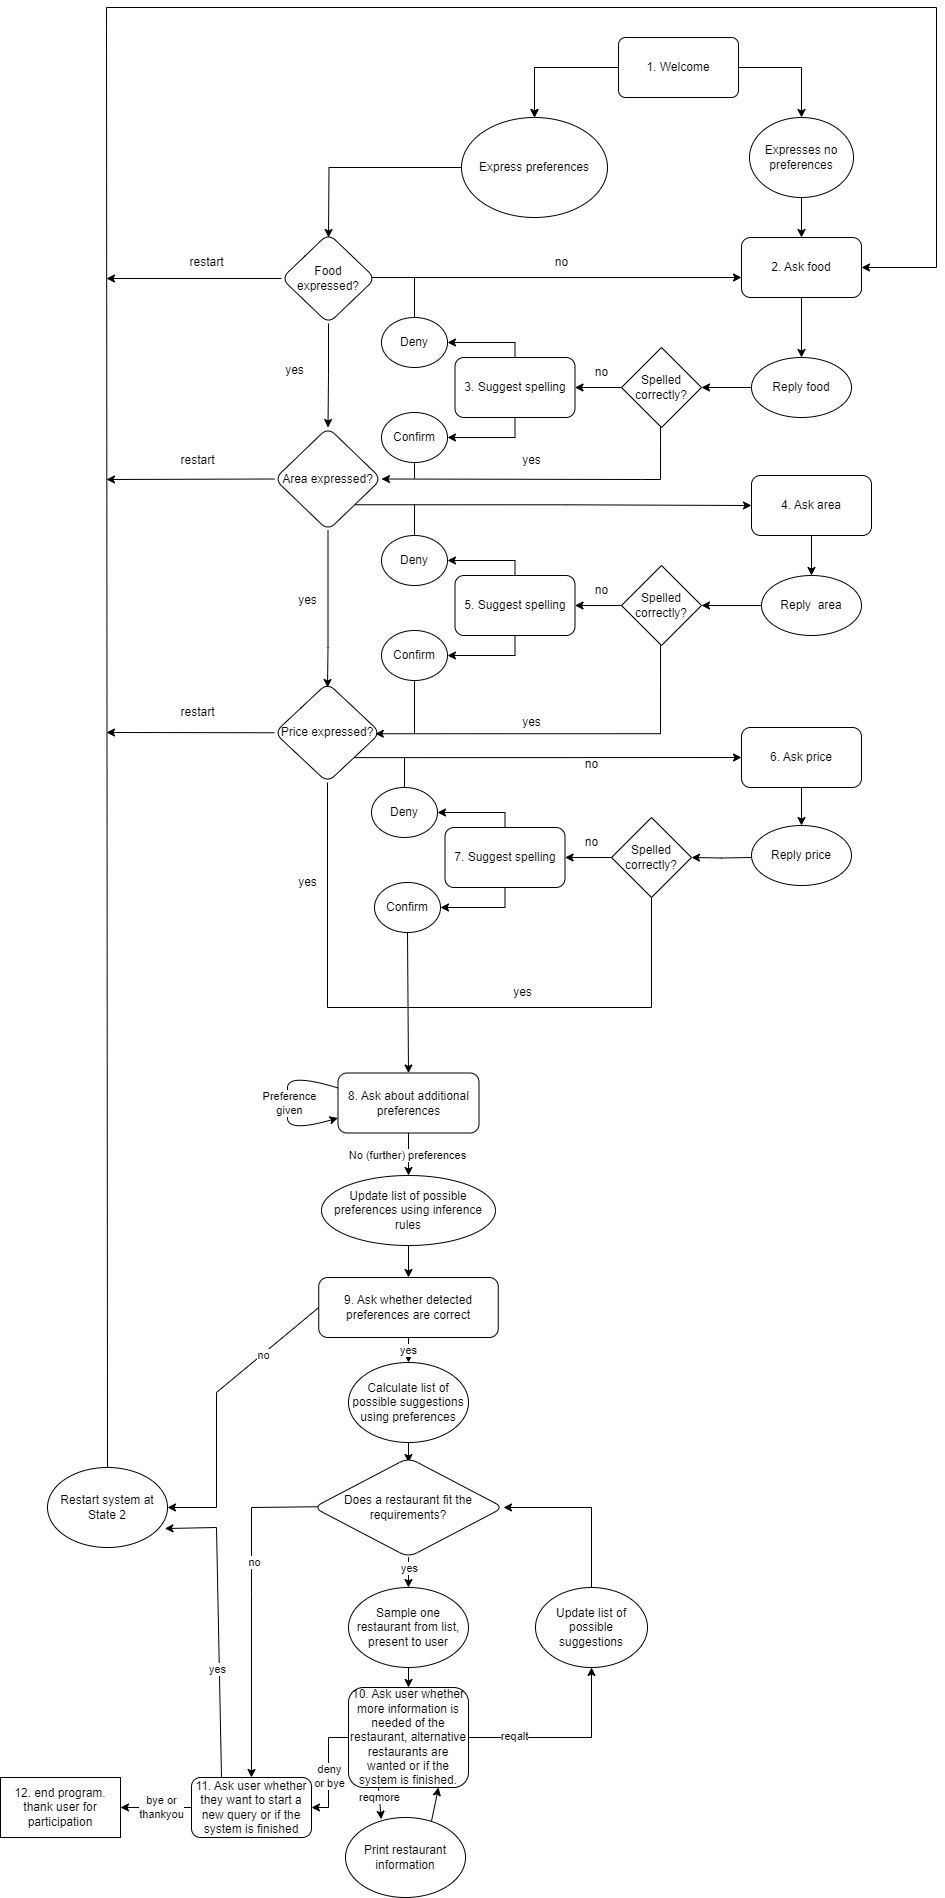 1. Welcome
Express preferences
Expresses no
preferences
restart
Food
expressed?
no
2. Ask food
Deny
yes
3. Suggest spelling
no
Spelled
correctly?
Reply food
Confirm
restart
yes
Area expressed?
4. Ask area
Deny
yes
5. Suggest spelling
no
Spelled
correctly?
Reply  area
Confirm
restart
yes
Price expressed?
no
6. Ask price
Deny
7. Suggest spelling
no
Spelled
correctly?
Reply price
yes
Confirm
yes
Preference
given
8. Ask about additional
preferences
No (further) preferences
Update list of possible
preferences using inference
rules
9. Ask whether detected
preferences are correct
no
yes
Calculate list of
possible suggestions
using preferences
Restart system at
State 2
Does a restaurant fit the
requirements?
no
yes
Sample one
restaurant from list,
present to user
Update list of
possible
suggestions
yes
10. Ask user whether
more information is
needed of the
restaurant, alternative
restaurants are
wanted or if the
system is finished.
reqalt
deny
or bye
reqmore
12. end program.
thank user for
participation
bye or
thankyou
11. Ask user whether
they want to start a
new query or if the
system is finished
Print restaurant
information